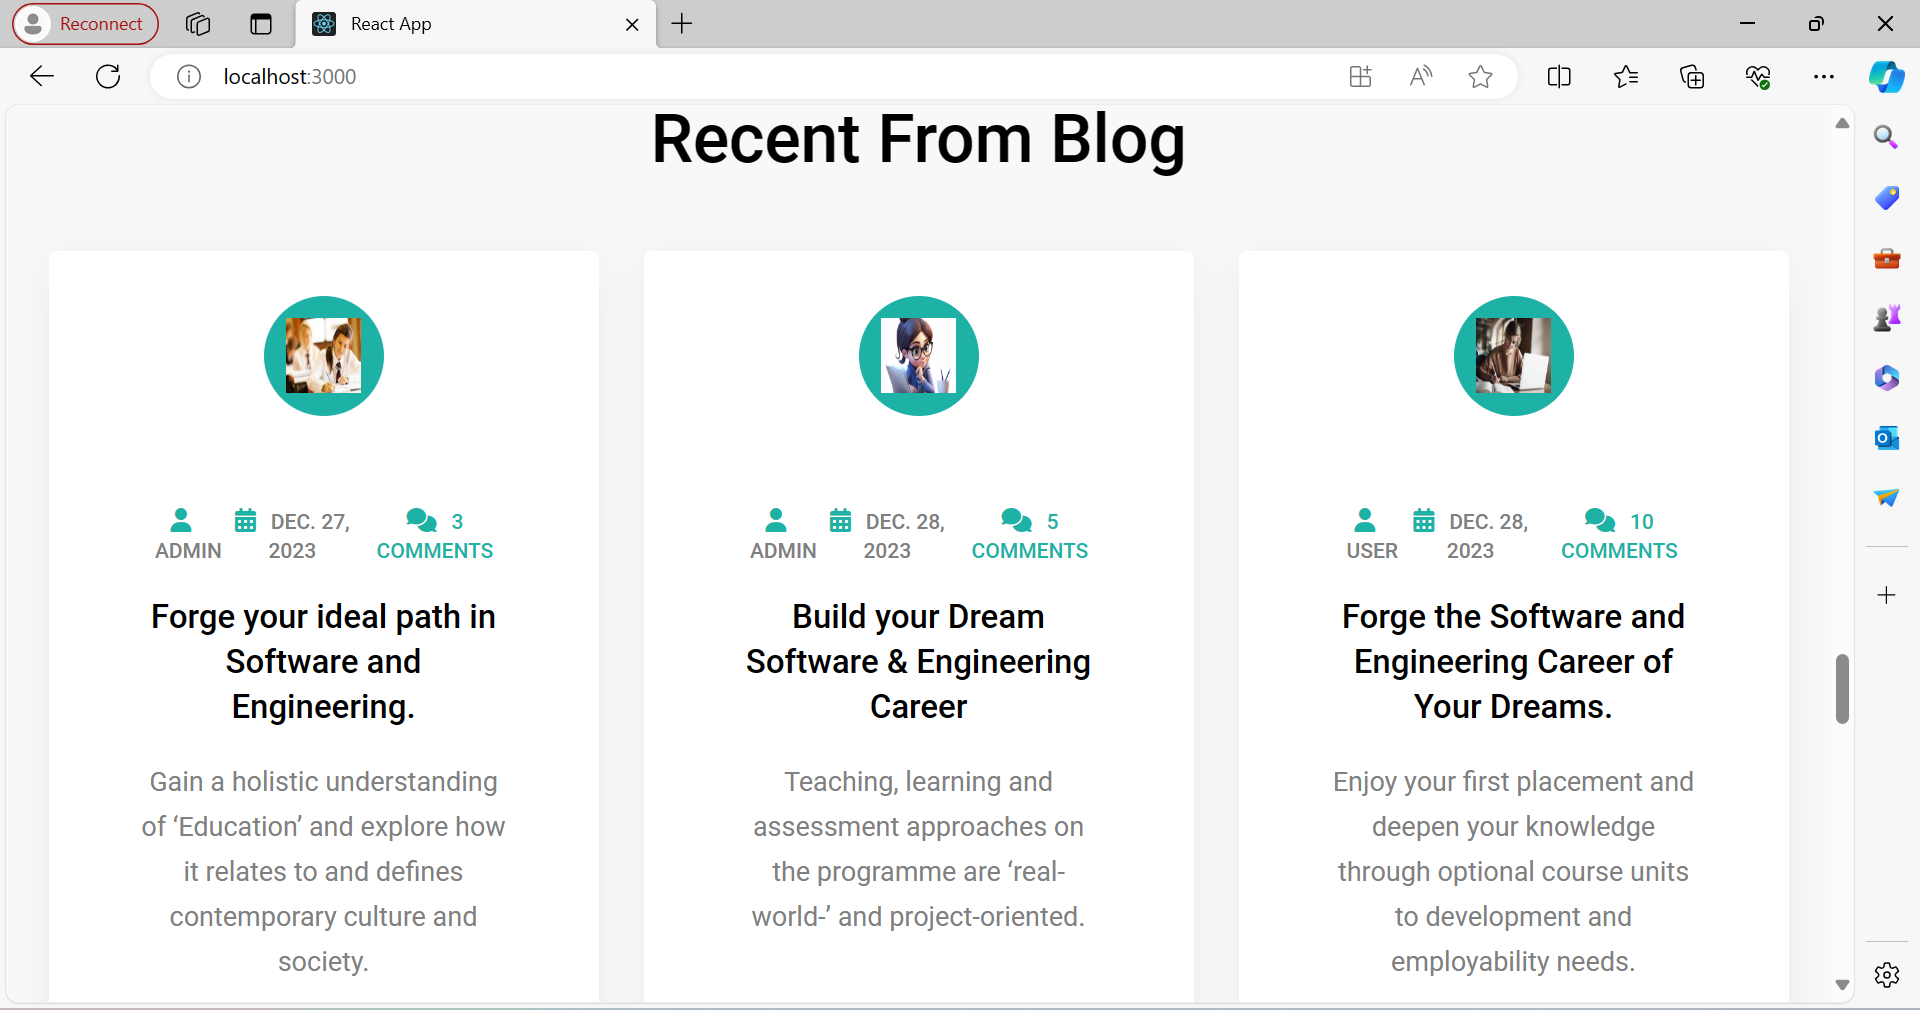 Reconnect
React App
localhost:3000
Recent From Blog
ADMIN
DEC. 27,
2023
3
COMMENTS
Forge your ideal path in
Software and
Engineering.
Gain a holistic understanding
of ‘Education’ and explore how
it relates to and defines
contemporary culture and
society.
ADMIN
DEC. 28,
2023
5
COMMENTS
Build your Dream
Software & Engineering
Career
Teaching, learning and
assessment approaches on
the programme are ‘real-
world-’ and project-oriented.
USER
DEC. 28,
2023
10
COMMENTS
Forge the Software and
Engineering Career of
Your Dreams.
Enjoy your first placement and
deepen your knowledge
through optional course units
to development and
employability needs.